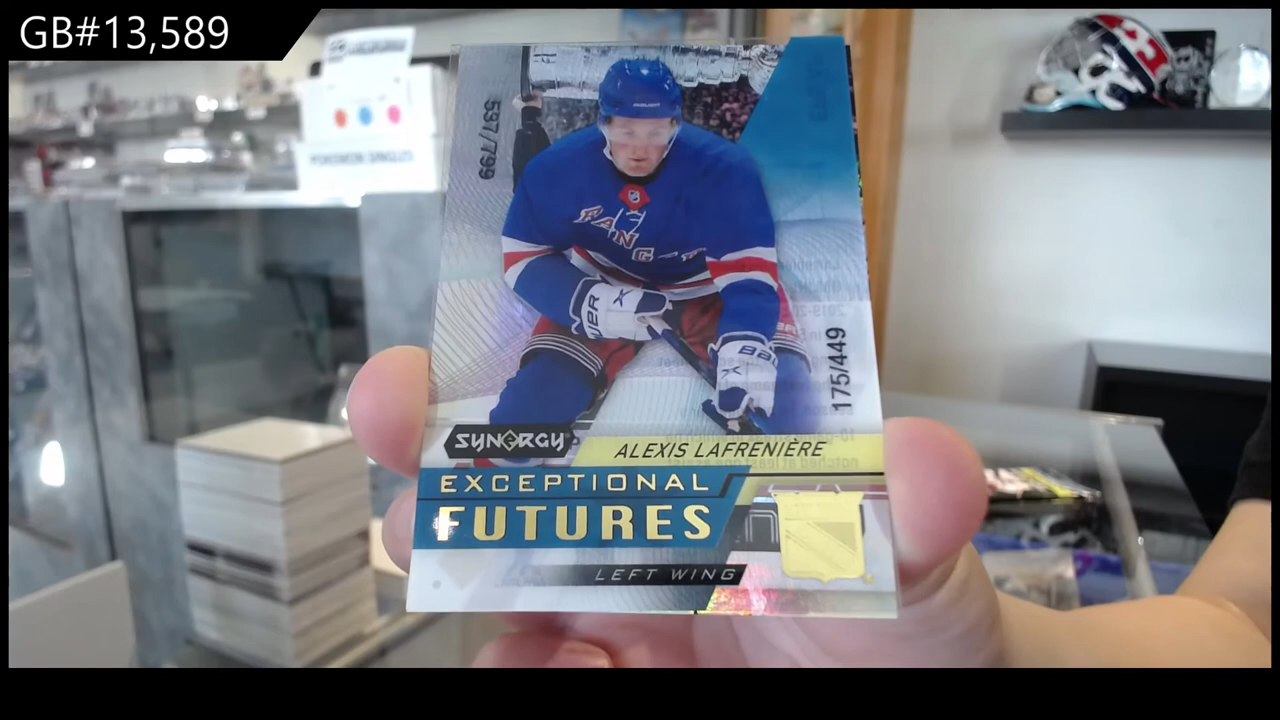 GB#13,589
537/799
175/449
SYNERGY
ALEXIS LAFRENIÈRE
EXCEPTIONAL
FUTURES
LEFT WING